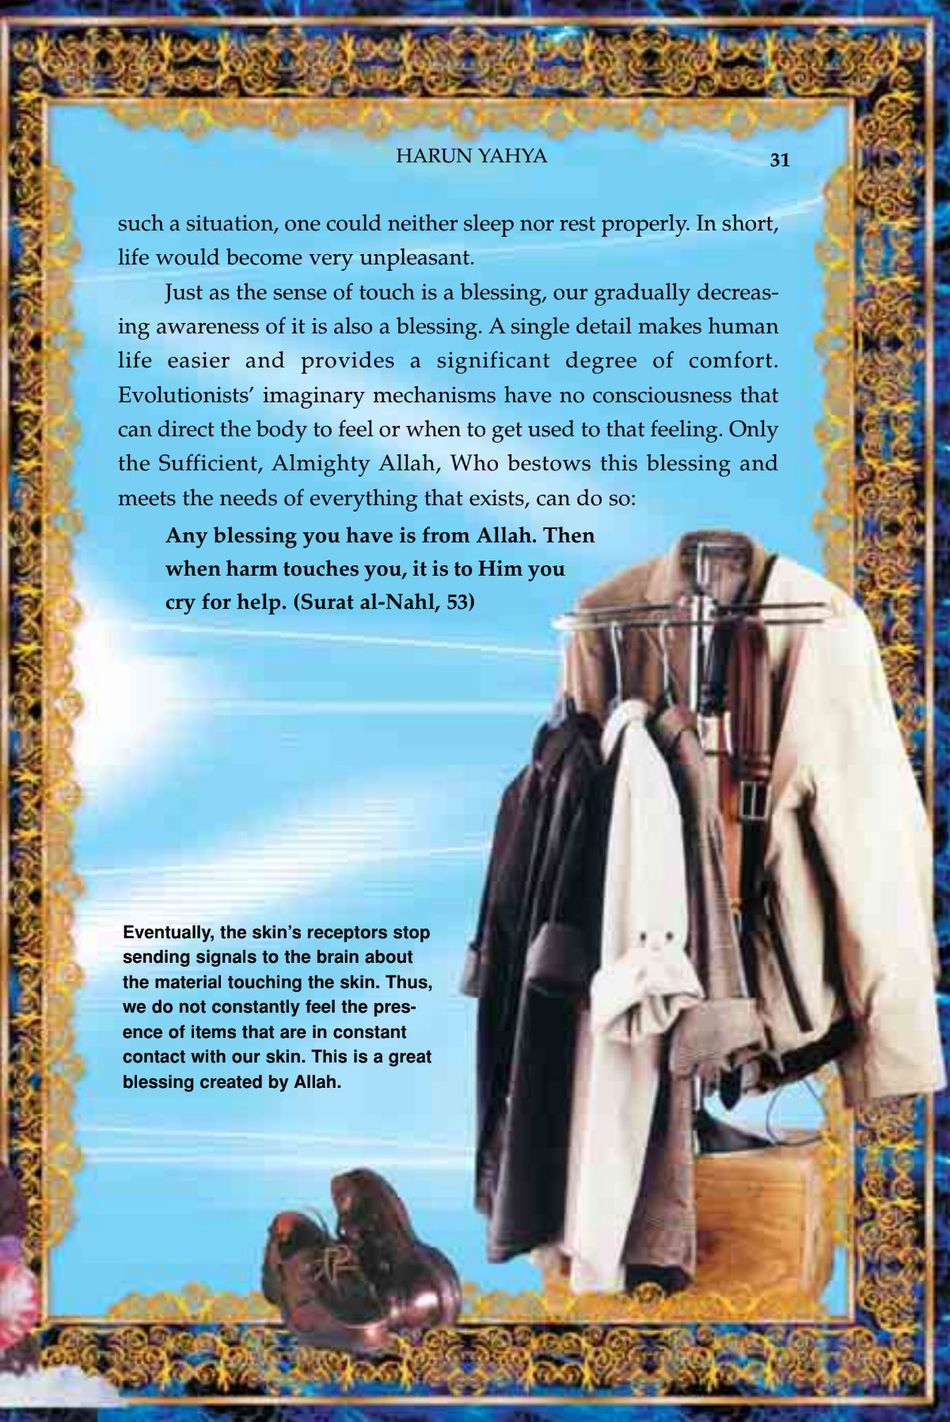 HARUN YAHYA
31
such a situation, one could neither sleep nor rest properly. In short,
life would become very unpleasant.
Just as the sense of touch is a blessing, our gradually decreas-
ing awareness of it is also a blessing. A single detail makes human
life easier and provides a significant degree of comfort.
Evolutionists’ imaginary mechanisms have no consciousness that
can direct the body to feel or when to get used to that feeling. Only
the Sufficient, Almighty Allah, Who bestows this blessing and
meets the needs of everything that exists, can do so:
Any blessing you have is from Allah. Then
when harm touches you, it is to Him you
cry for help. (Surat al-Nahl, 53)
Eventually, the skin’s receptors stop
sending signals to the brain about
the material touching the skin. Thus,
we do not constantly feel the pres-
ence of items that are in constant
contact with our skin. This is a great
blessing created by Allah.